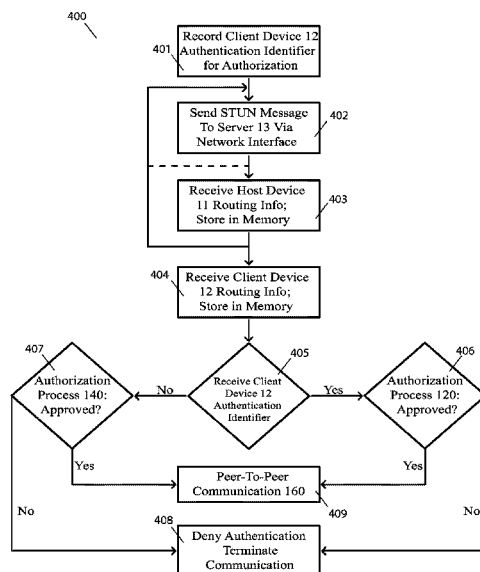 400
Record Client Device 12
Authentication Identifier
for Authorization
401
Send STUN Message
To Server 13 Via
Network Interface
402
Receive Host Device
11 Routing Info;
Store in Memory
403
404
Receive Client Device
12 Routing Info;
Store in Memory
407
405
406
Authorization
Process 140:
Approved?
No
Receive Client
Device 12
Authentication
Identifier
Yes
Authorization
Process 120:
Approved?
Yes
Yes
Peer-To-Peer
Communication 160
409
No
No
408
Deny Authentication
Terminate
Communication